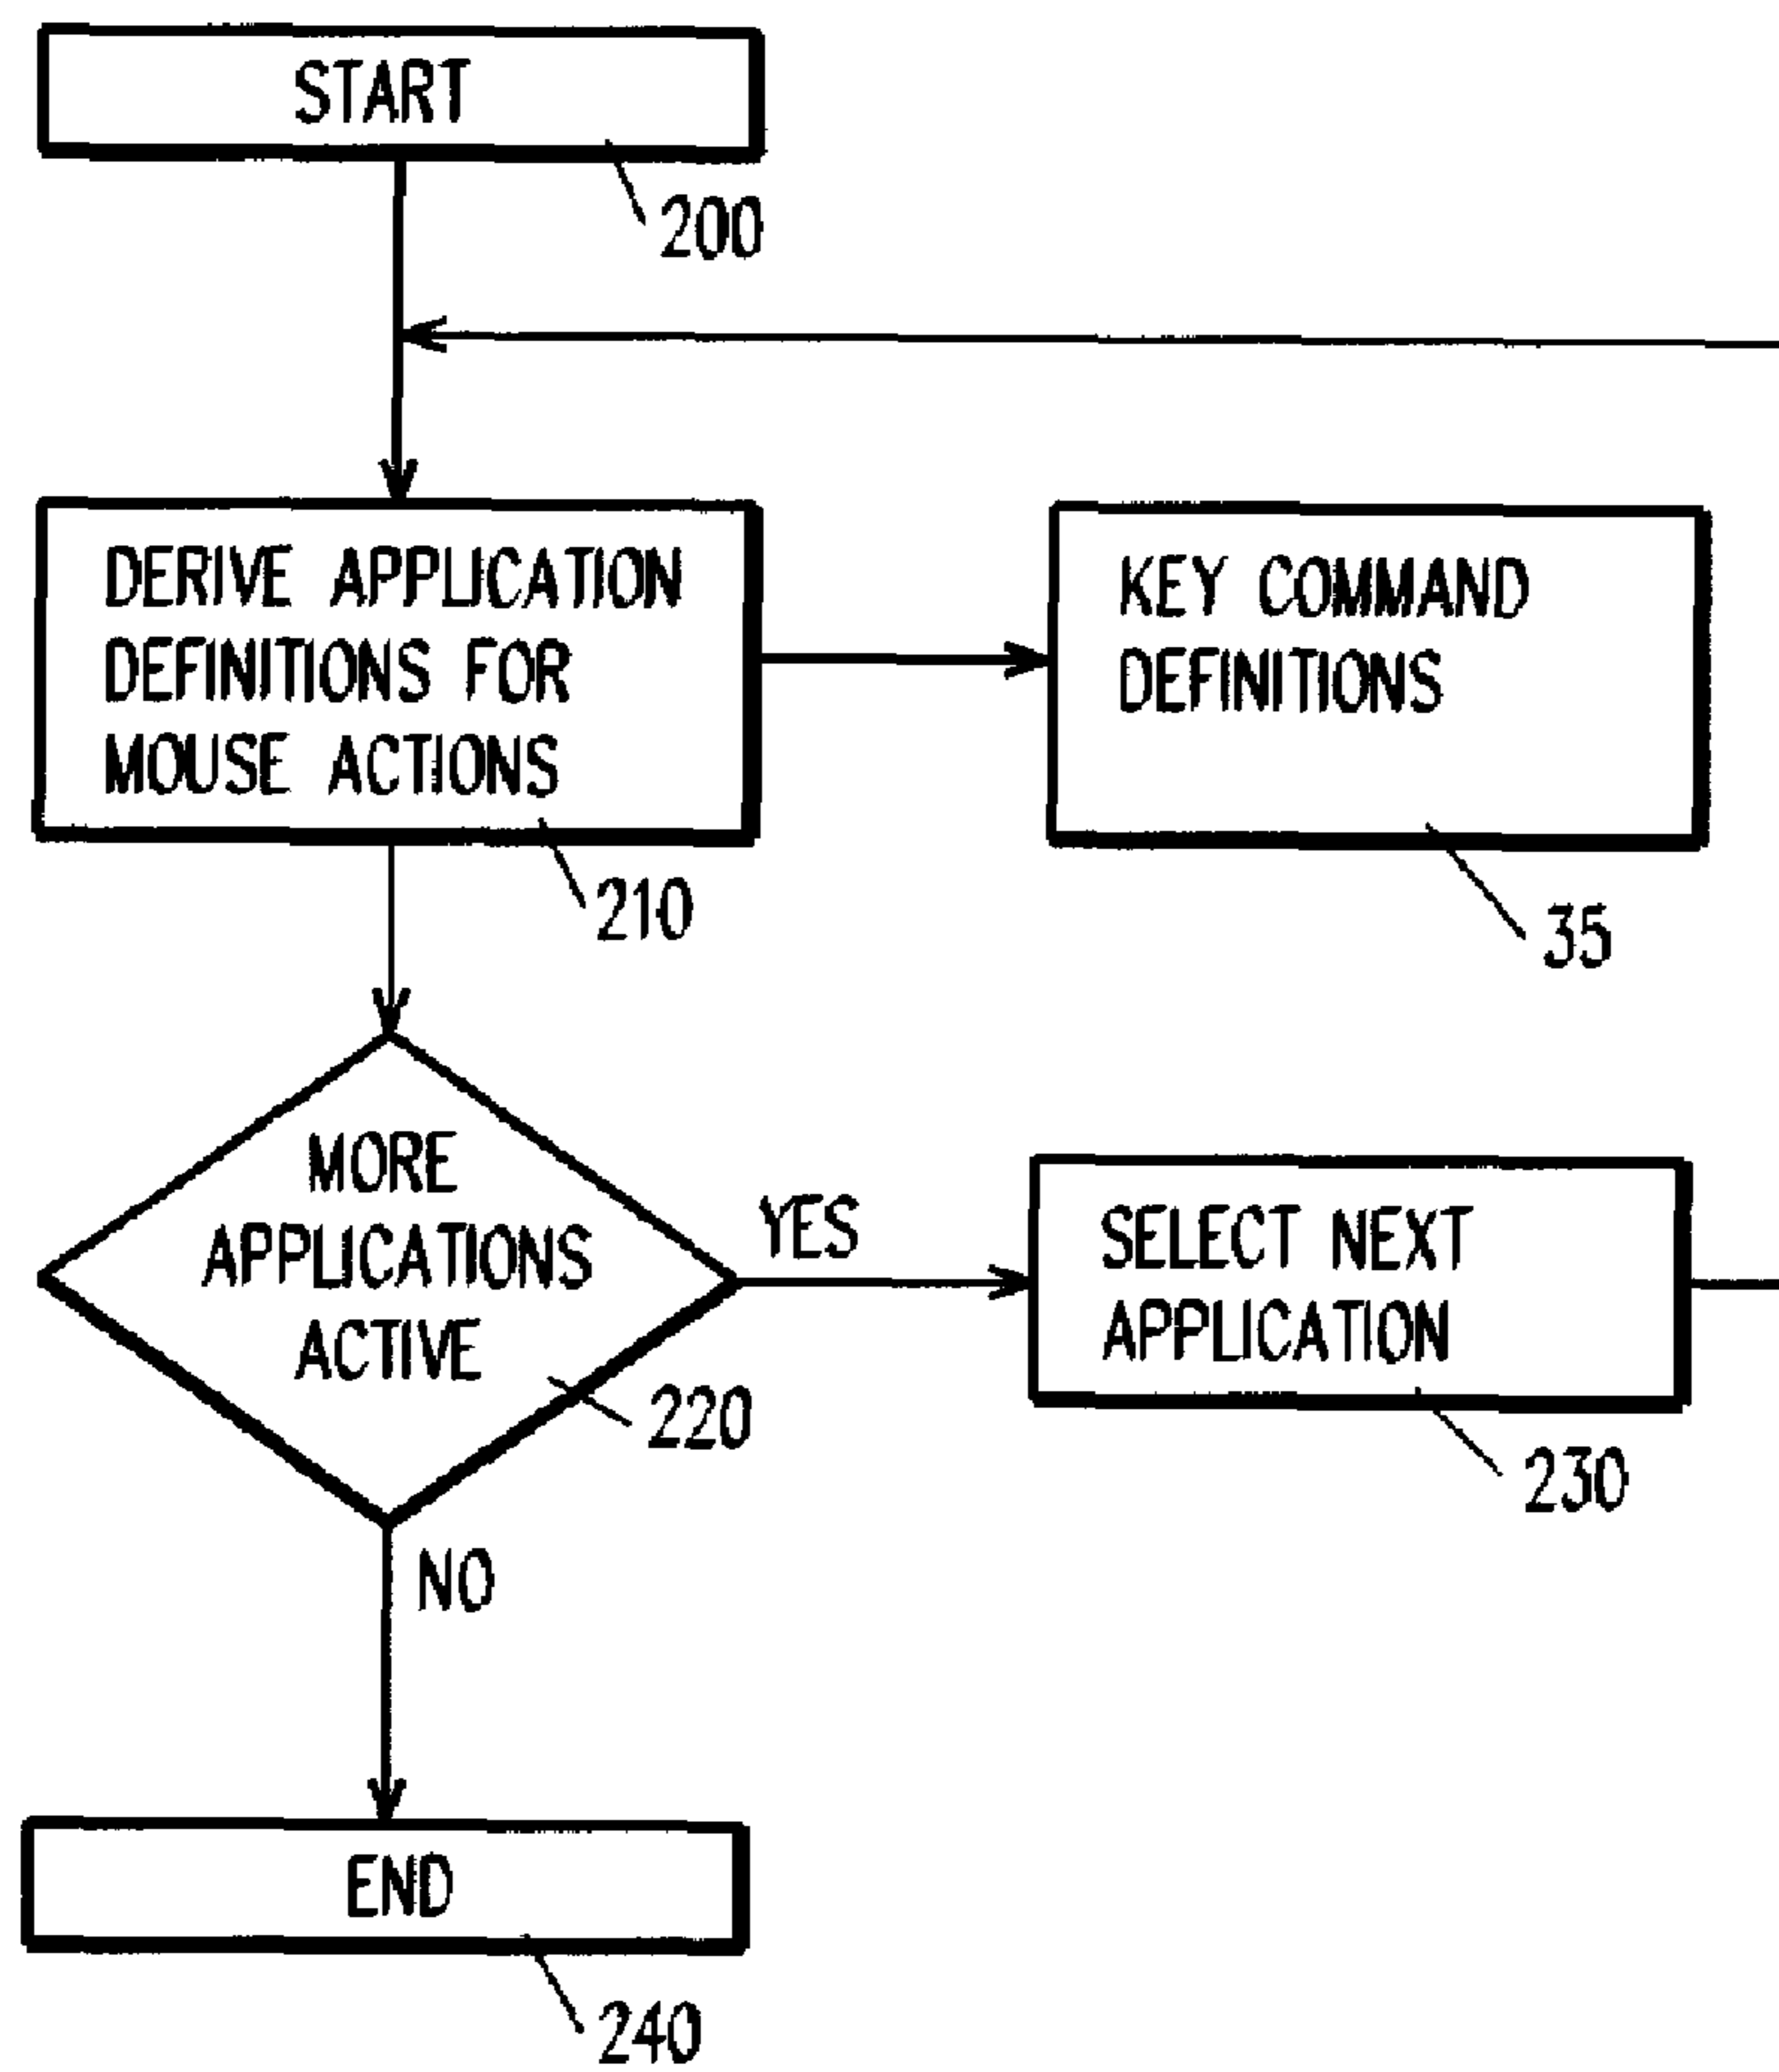 START
200
DERIVE APPLICATION
DEFINITIONS FOR
MOUSE ACTIONS
210
KEY COMMAND
DEFINITIONS
35
MORE
APPLICATIONS
ACTIVE
220
YES
SELECT NEXT
APPLICATION
230
NO
END
240